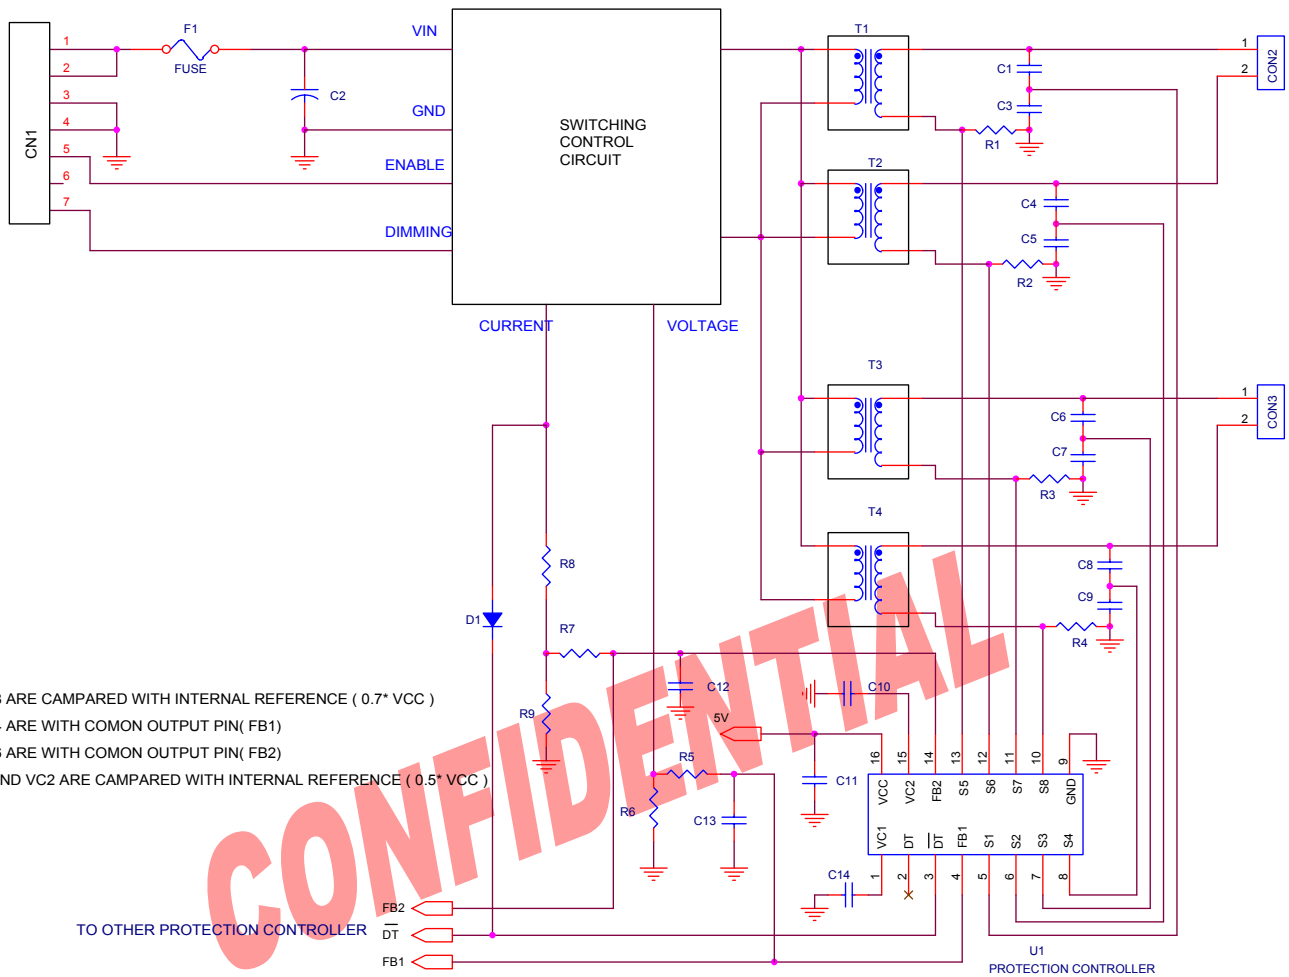 F1
FUSE
VIN
C2
GND
ENABLE
DIMMING
CN1
1
2
3
4
5
6
7
SWITCHING
CONTROL
CIRCUIT
CURRENT
VOLTAGE
T1
C1
C3
R1
1
2
CON2
T2
C4
C5
R2
T3
C6
C7
R3
1
2
CON3
T4
C8
C9
R4
R8
D1
R7
R9
C12
C10
5V
R5
R6
C13
C11
C14
3 ARE CAMPARED WITH INTERNAL REFERENCE ( 0.7* VCC )
ARE WITH COMON OUTPUT PIN( FB1)
ARE WITH COMON OUTPUT PIN( FB2)
ND VC2 ARE CAMPARED WITH INTERNAL REFERENCE ( 0.5* VCC )
CONFIDENTIAL
16 15 14 13 12 11 10 9
VCC VC2 FB2 S5 S6 S7 S8 GND
VC1 DT DT FB1 S1 S2 S3 S4
1 2 3 4 5 6 7 8
FB2
TO OTHER PROTECTION CONTROLLER DT
FB1
U1
PROTECTION CONTROLLER